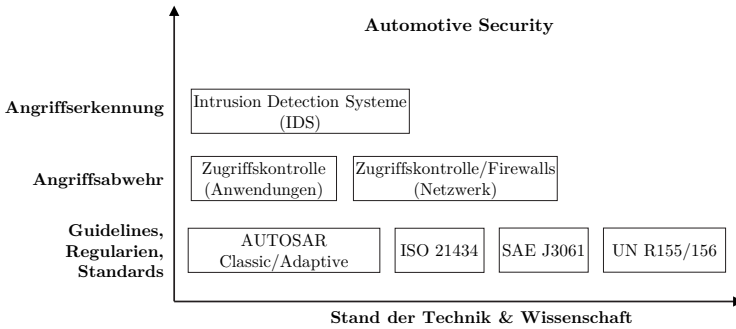 Automotive Security
Angriffserkennung
Intrusion Detection Systeme
(IDS)
Angriffsabwehr
Zugriffskontrolle
(Anwendungen)
Zugriffskontrolle/Firewalls
(Netzwerk)
Guidelines,
Regularien,
Standards
AUTOSAR
Classic/Adaptive
ISO 21434
SAE J3061
UN R155/156
Stand der Technik & Wissenschaft